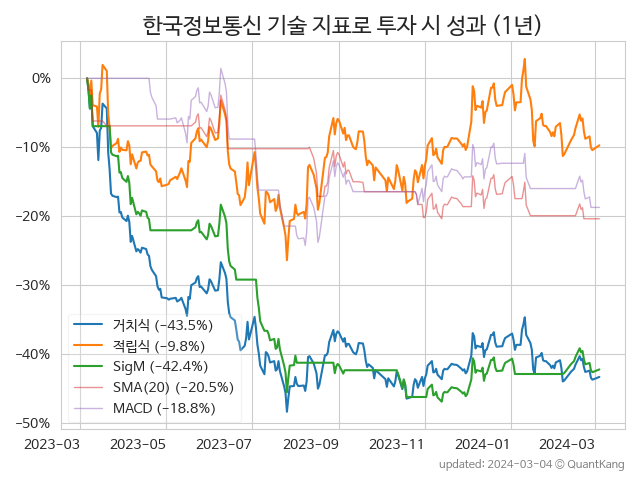 한국정보통신 기술 지표로 투자 시 성과 (1년)
0%
−10%
−20%
−30%
−40%
−50%
거치식 (−43.5%)
적립식 (−9.8%)
SigM (−42.4%)
SMA(20) (−20.5%)
MACD (−18.8%)
2023-03
2023-05
2023-07
2023-09
2023-11
2024-01
2024-03
updated: 2024-03-04 © QuantKang